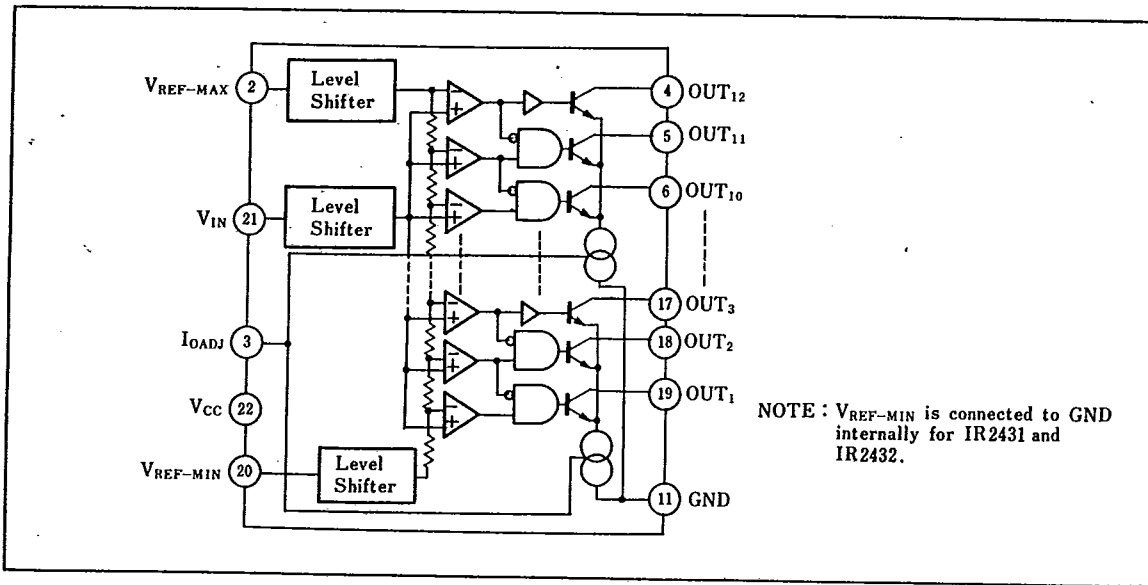 VREF-MAX
2
Level
Shifter
4
OUT12
5
OUT11
6
OUT10
VIN
21
Level
Shifter
17
OUT3
IOADJ
3
18
OUT2
19
OUT1
VCC
22
VREF-MIN
20
Level
Shifter
11
GND
NOTE : VREF-MIN is connected to GND
internally for IR2431 and
IR2432.
− +
− +
− +
− +
− +
− +